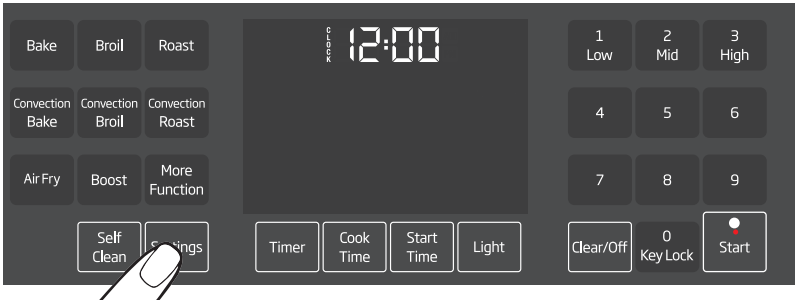 Bake
Broil
Roast
CLOCK
12:00
1
Low
2
Mid
3
High
Convection
Bake
Convection
Broil
Convection
Roast
4
5
6
Air Fry
Boost
More
Function
7
8
9
Self
Clean
Timer
Cook
Time
Start
Time
Light
Clear/Off
0
Key Lock
Start